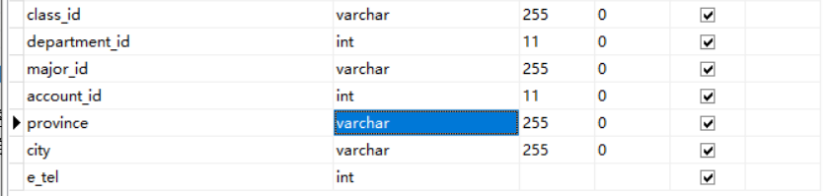 class_id varchar 255 0
department_id int 11 0
major_id varchar 255 0
account_id int 11 0
province varchar 255 0
city varchar 255 0
e_tel int